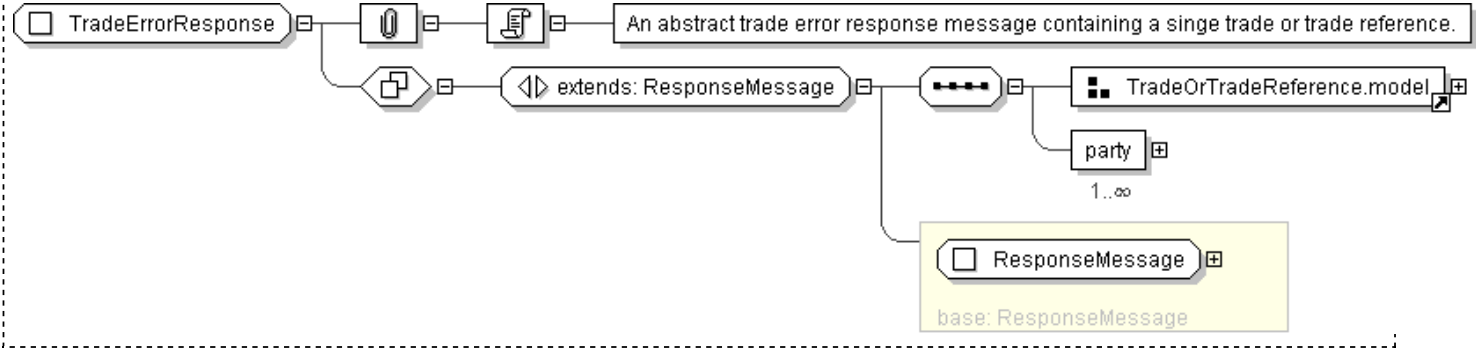 TradeErrorResponse
An abstract trade error response message containing a singe trade or trade reference.
extends: ResponseMessage
TradeOrTradeReference.model
party
1..∞
ResponseMessage
base: ResponseMessage